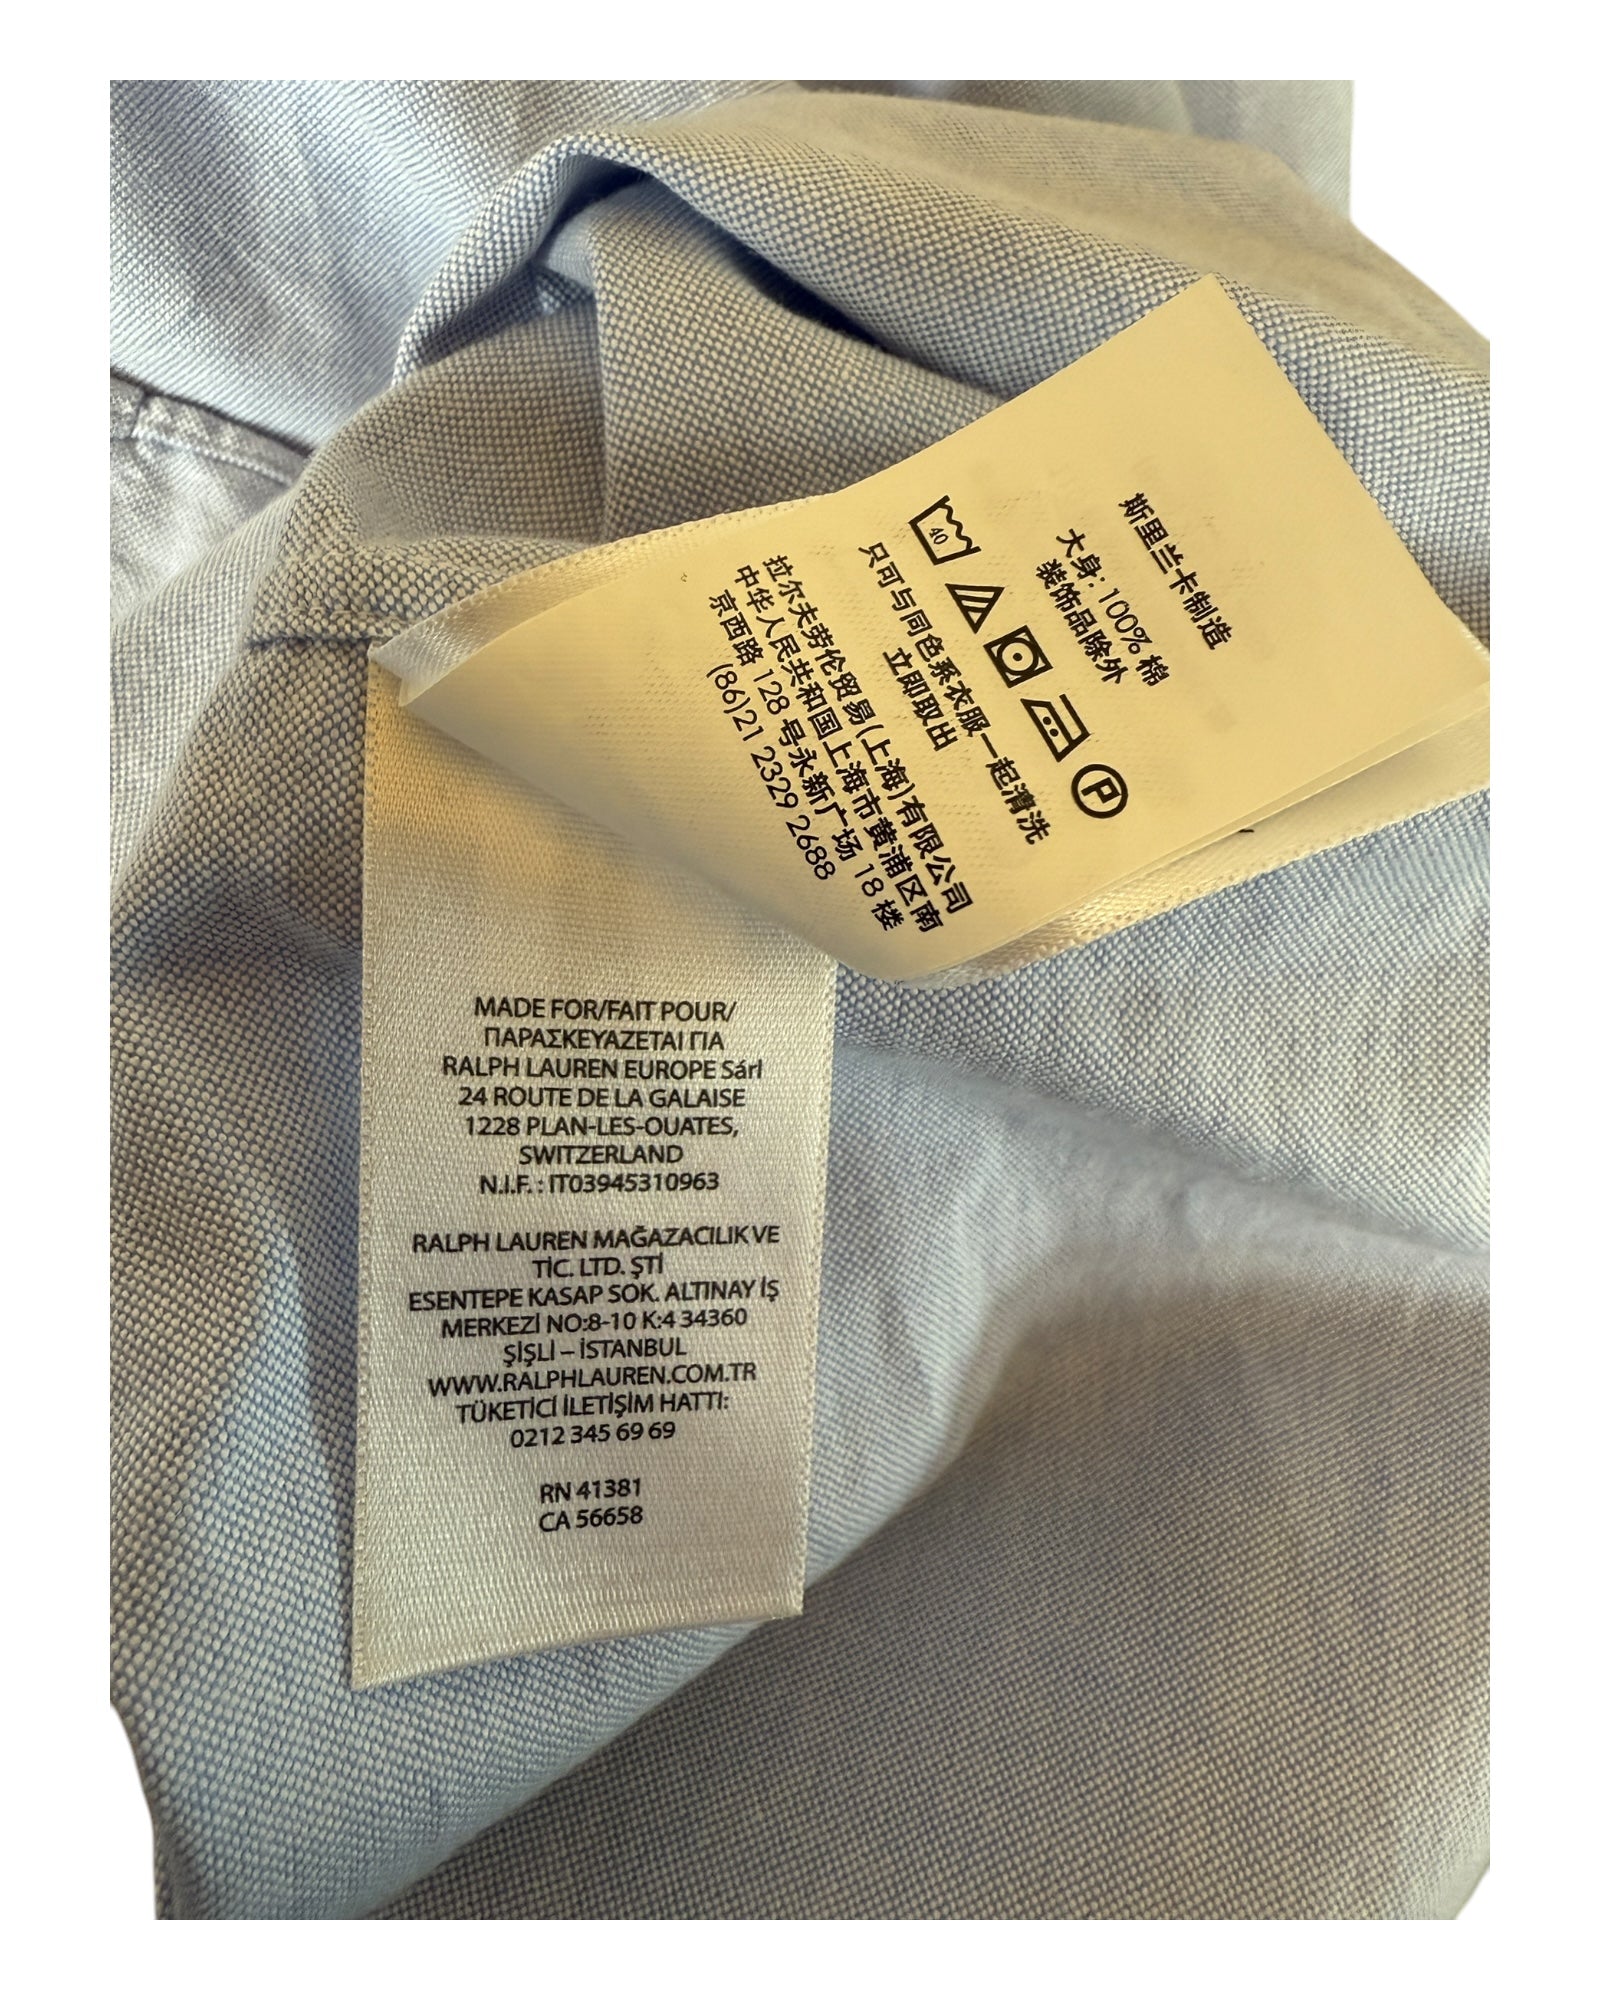 斯里兰卡制造
大身: 100% 棉
装饰品除外
40
P
只可与同色系衣服一起清洗
立即取出
拉尔夫劳伦贸易(上海)有限公司
中华人民共和国上海市黄浦区南
京西路 128 号永新广场 18 楼
(86)21 2329 2688
MADE FOR/FAIT POUR/
ΠΑΡΑΣΚΕΥΑΖΕΤΑΙ ΓΙΑ
RALPH LAUREN EUROPE Sárl
24 ROUTE DE LA GALAISE
1228 PLAN-LES-OUATES,
SWITZERLAND
N.I.F. : IT03945310963
RALPH LAUREN MAĞAZACILIK VE
TİC. LTD. ŞTİ
ESENTEPE KASAP SOK. ALTINAY İŞ
MERKEZİ NO:8-10 K:4 34360
ŞİŞLİ – İSTANBUL
WWW.RALPHLAUREN.COM.TR
TÜKETİCİ İLETİŞİM HATTI:
0212 345 69 69
RN 41381
CA 56658